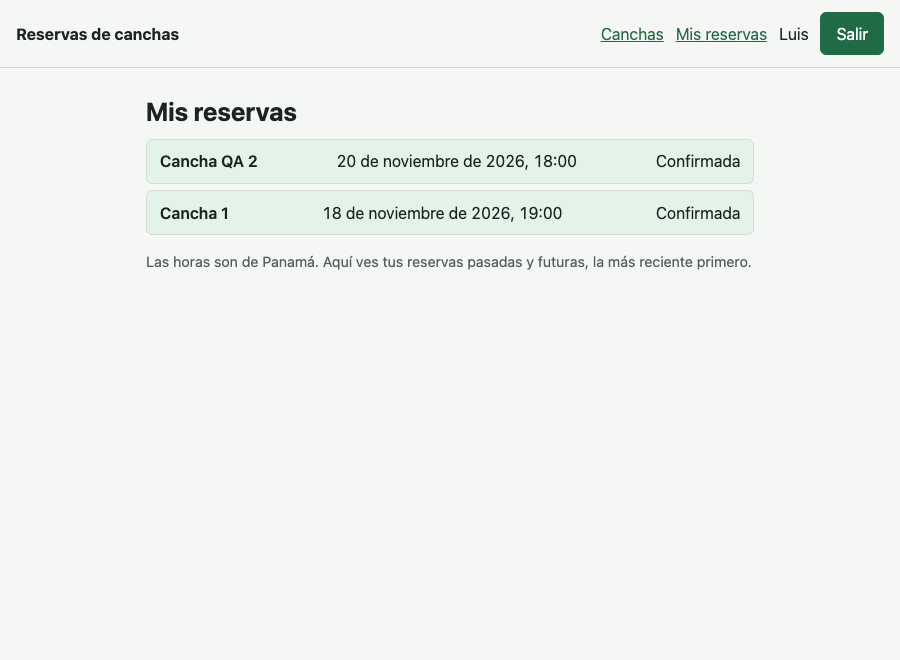 Reservas de canchas
Canchas Mis reservas Luis Salir
Mis reservas
Cancha QA 2 20 de noviembre de 2026, 18:00 Confirmada
Cancha 1 18 de noviembre de 2026, 19:00 Confirmada
Las horas son de Panamá. Aquí ves tus reservas pasadas y futuras, la más reciente primero.